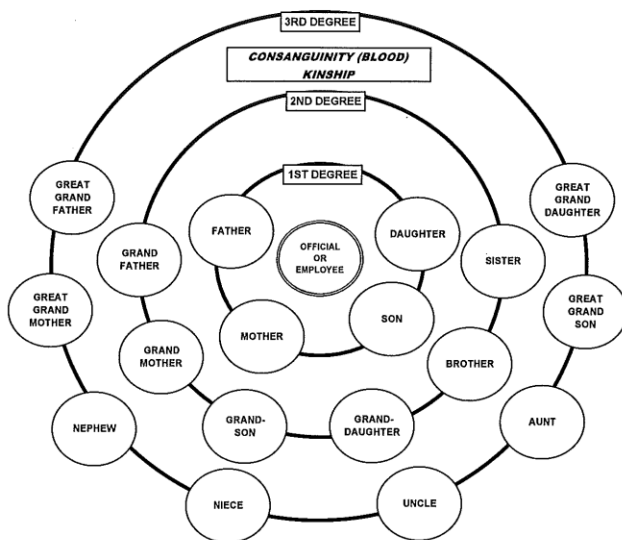 3RD DEGREE
CONSANGUINITY (BLOOD)
KINSHIP
2ND DEGREE
1ST DEGREE
GREAT
GRAND
FATHER
GREAT
GRAND
DAUGHTER
FATHER
DAUGHTER
OFFICIAL
OR
EMPLOYEE
GRAND
FATHER
SISTER
GREAT
GRAND
MOTHER
GREAT
GRAND
SON
SON
MOTHER
GRAND
MOTHER
BROTHER
NEPHEW
GRAND-
SON
GRAND-
DAUGHTER
AUNT
NIECE
UNCLE